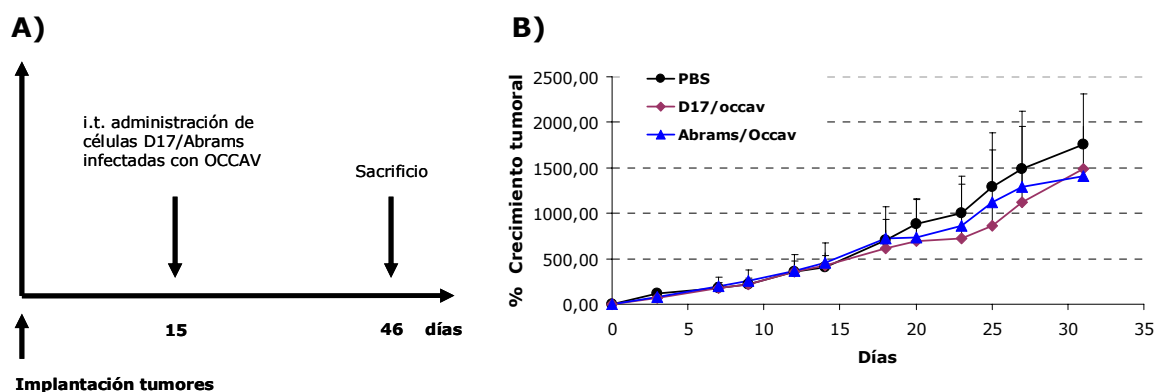 A)
i.t. administración de
células D17/Abrams
infectadas con OCCAV
Sacrificio
15
46
días
Implantación tumores
B)
2500,00
2000,00
1500,00
1000,00
500,00
0,00
% Crecimiento tumoral
PBS
D17/occav
Abrams/Occav
0
5
10
15
20
25
30
35
Días